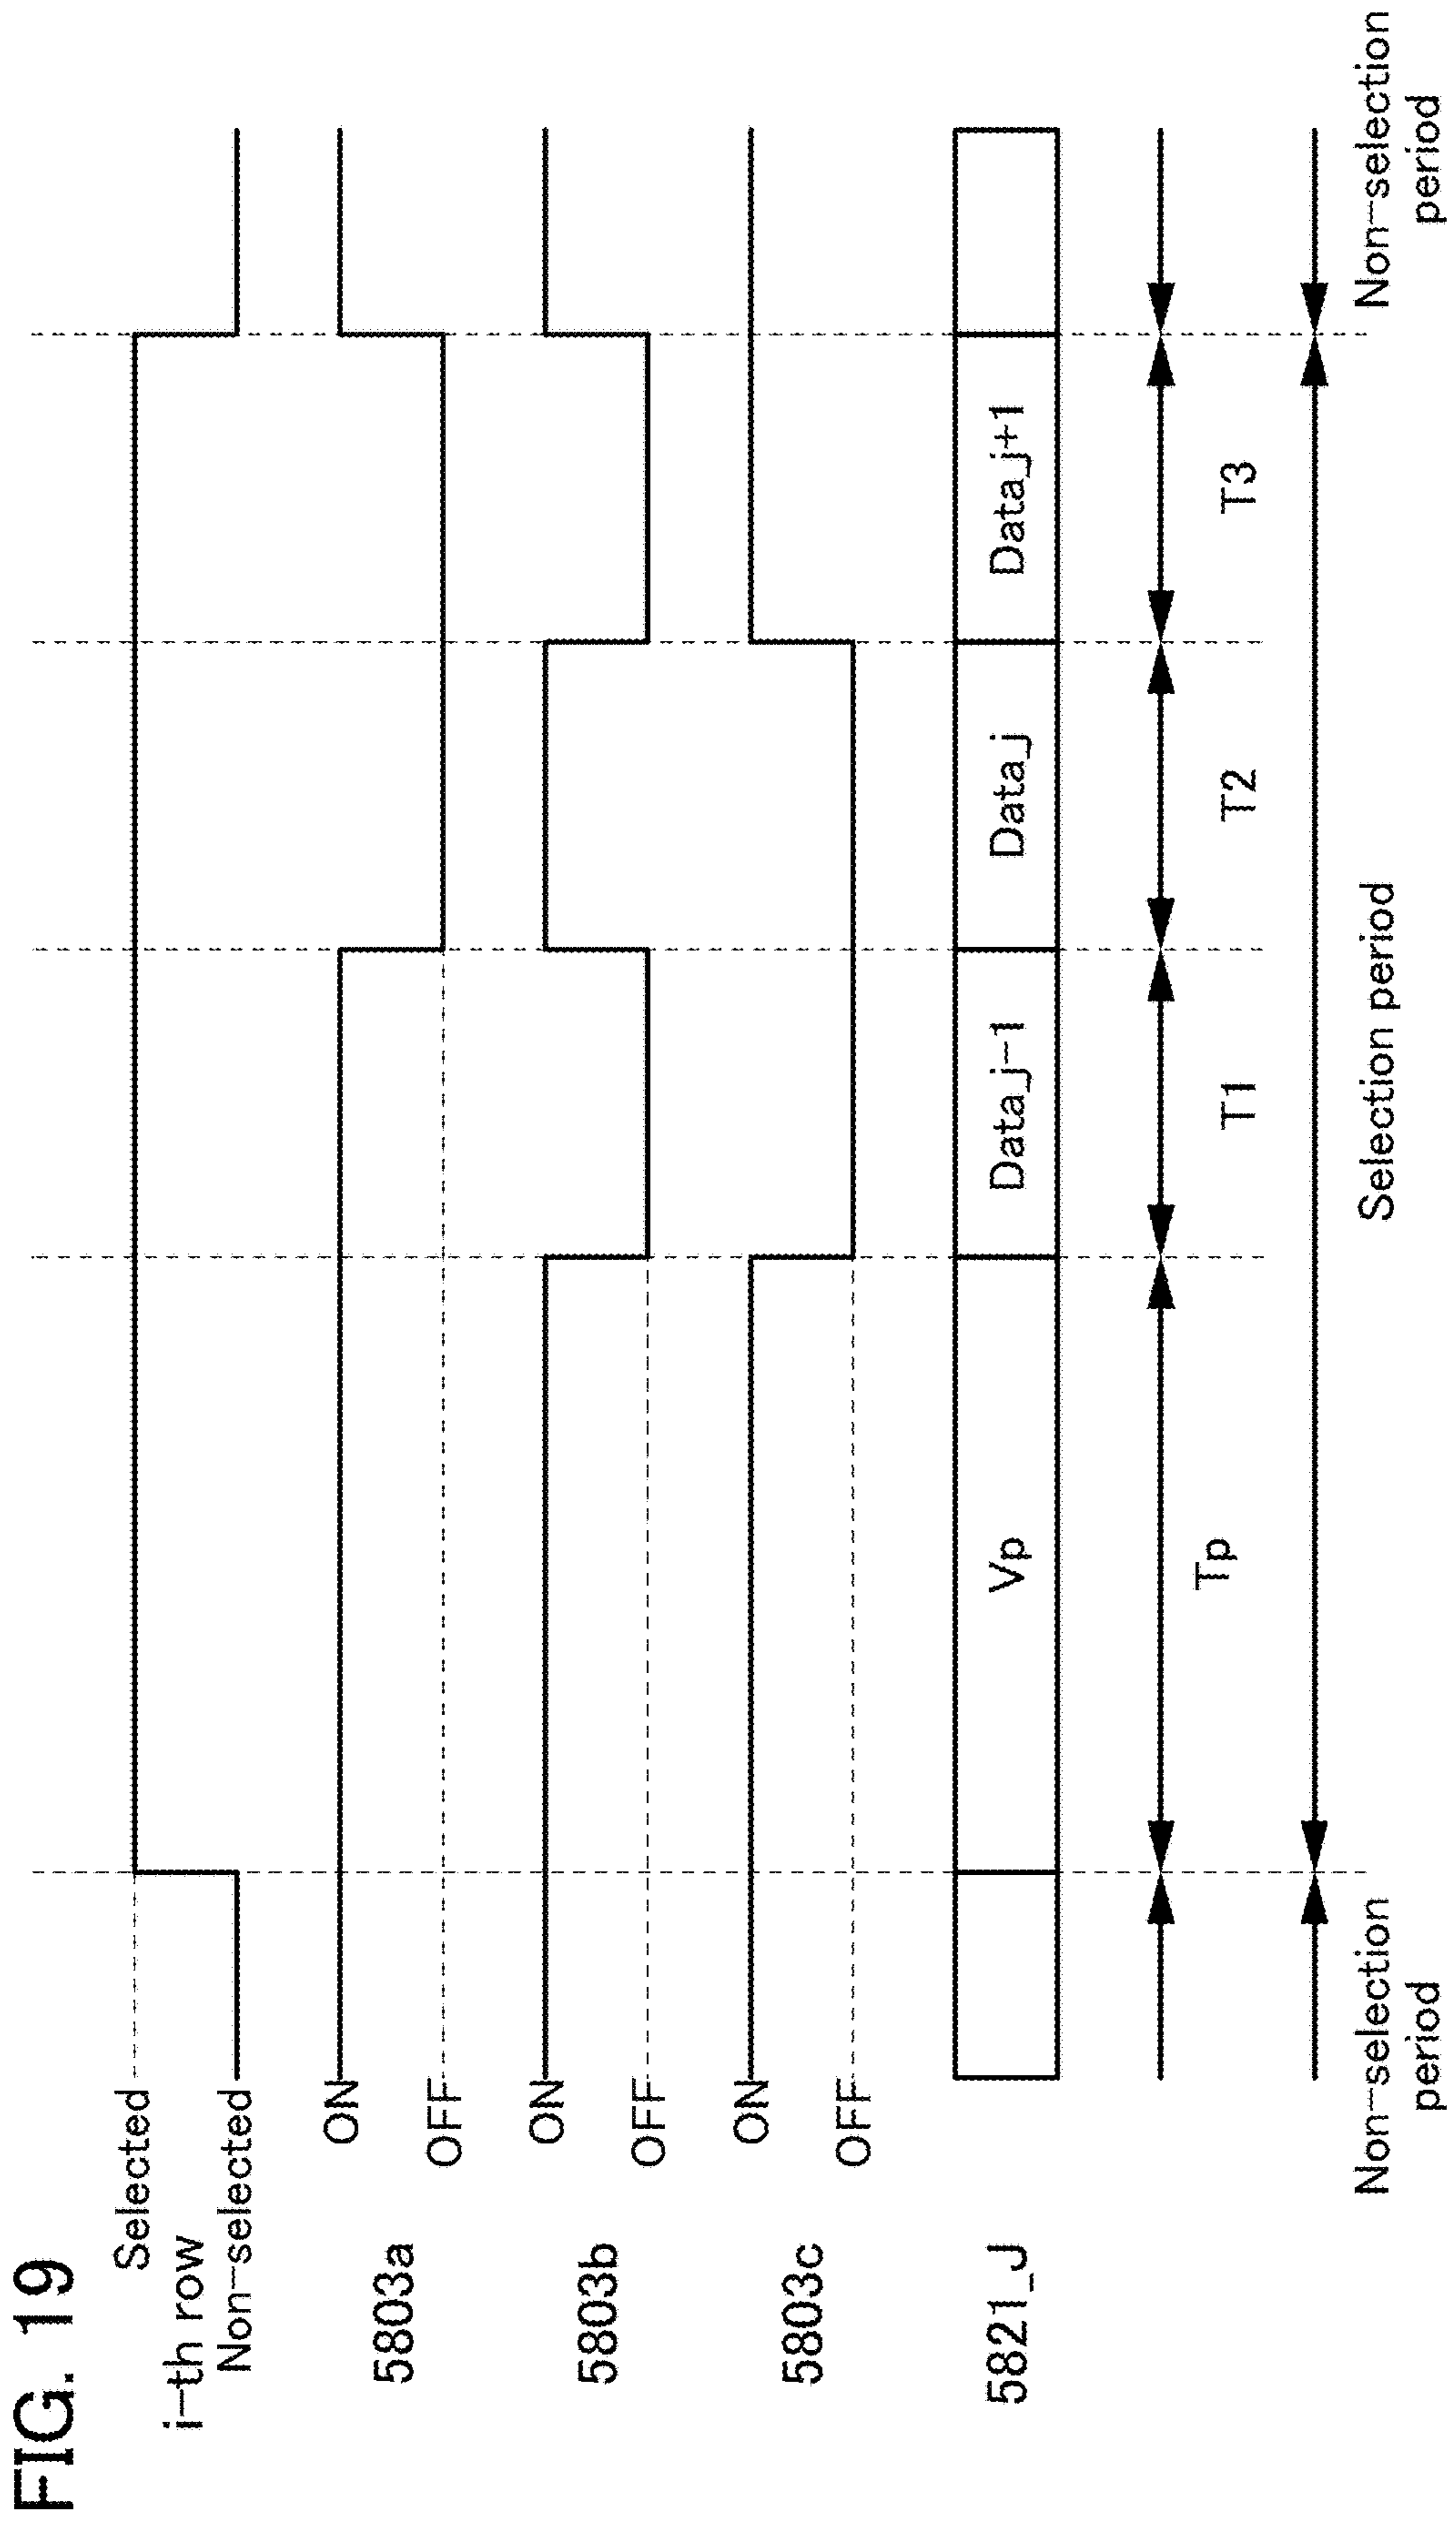 FIG. 19
Selected
i-th row
Non-selected
ON
5803a
OFF
ON
5803b
OFF
ON
5803c
OFF
5821_J
Vp
Data_j-1
Data_j
Data_j+1
Tp
T1
T2
T3
Non-selection
period
Selection period
Non-selection
period